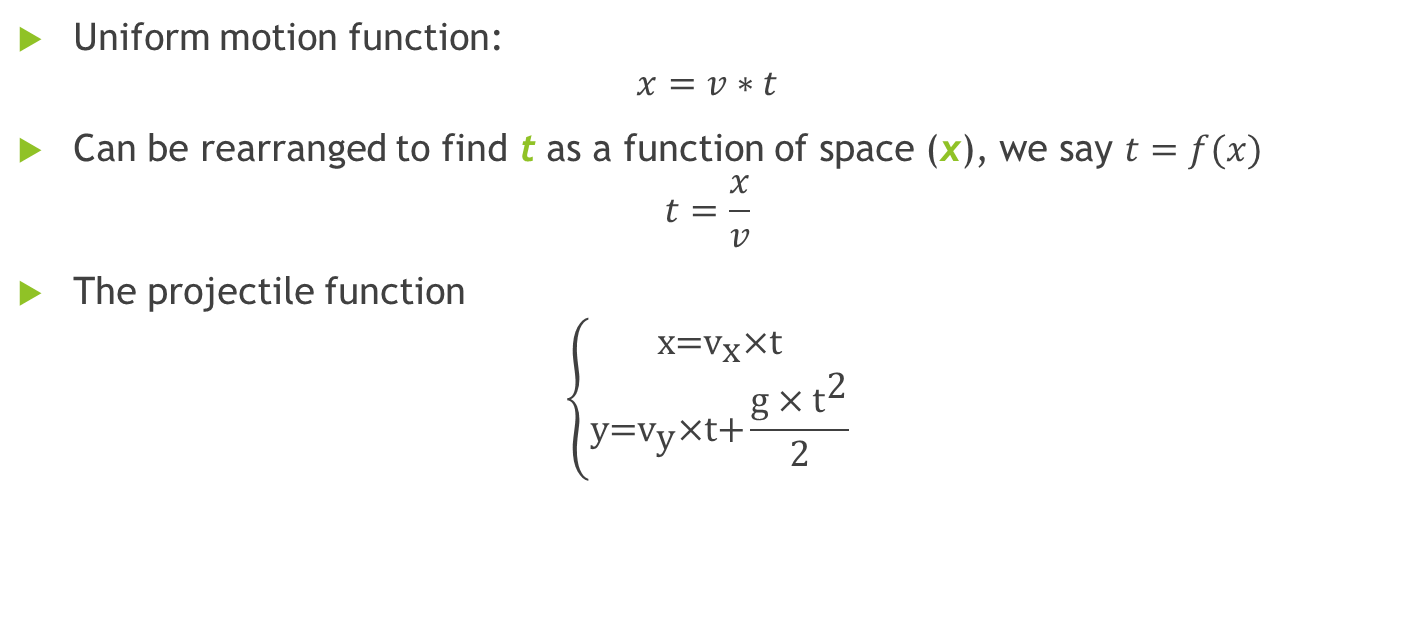 Uniform motion function:
x = v * t
Can be rearranged to find t as a function of space (x), we say t = f(x)
t = x/v
The projectile function
x=vₓ×t
y=v_y×t+(g × t²)/2